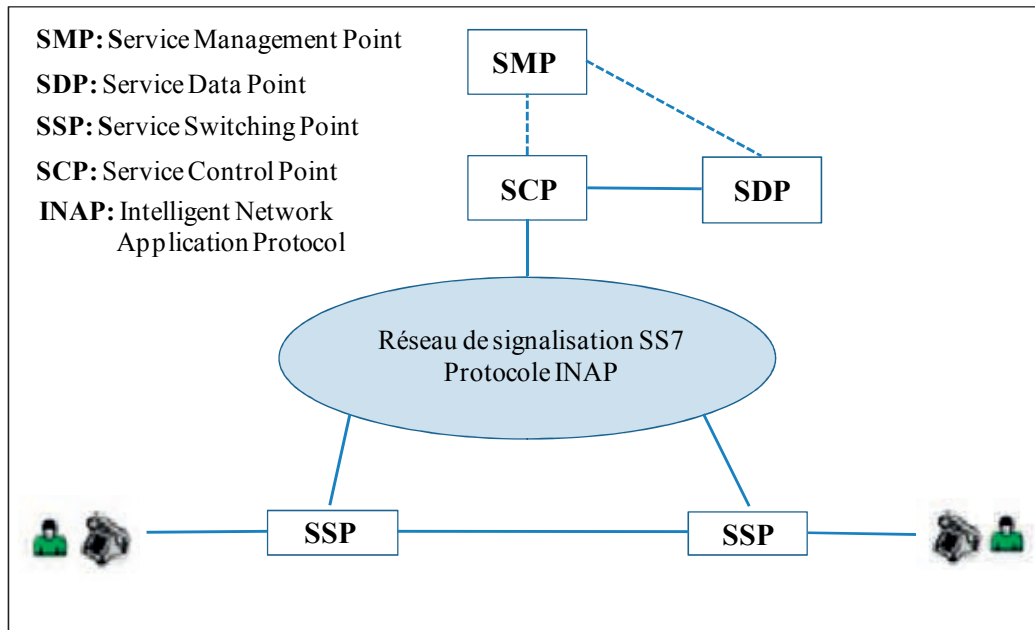 SMP: Service Management Point
SDP: Service Data Point
SSP: Service Switching Point
SCP: Service Control Point
INAP: Intelligent Network
Application Protocol
SMP
SCP
SDP
Réseau de signalisation SS7
Protocole INAP
SSP
SSP